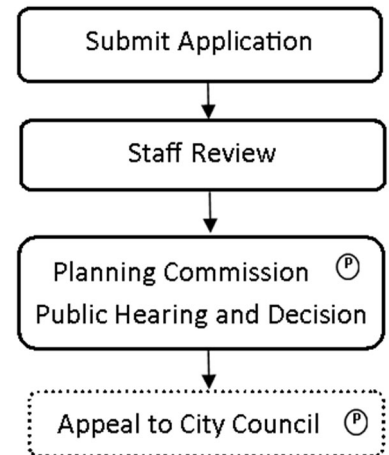 Submit Application
Staff Review
Planning Commission Ⓟ
Public Hearing and Decision
Appeal to City Council Ⓟ